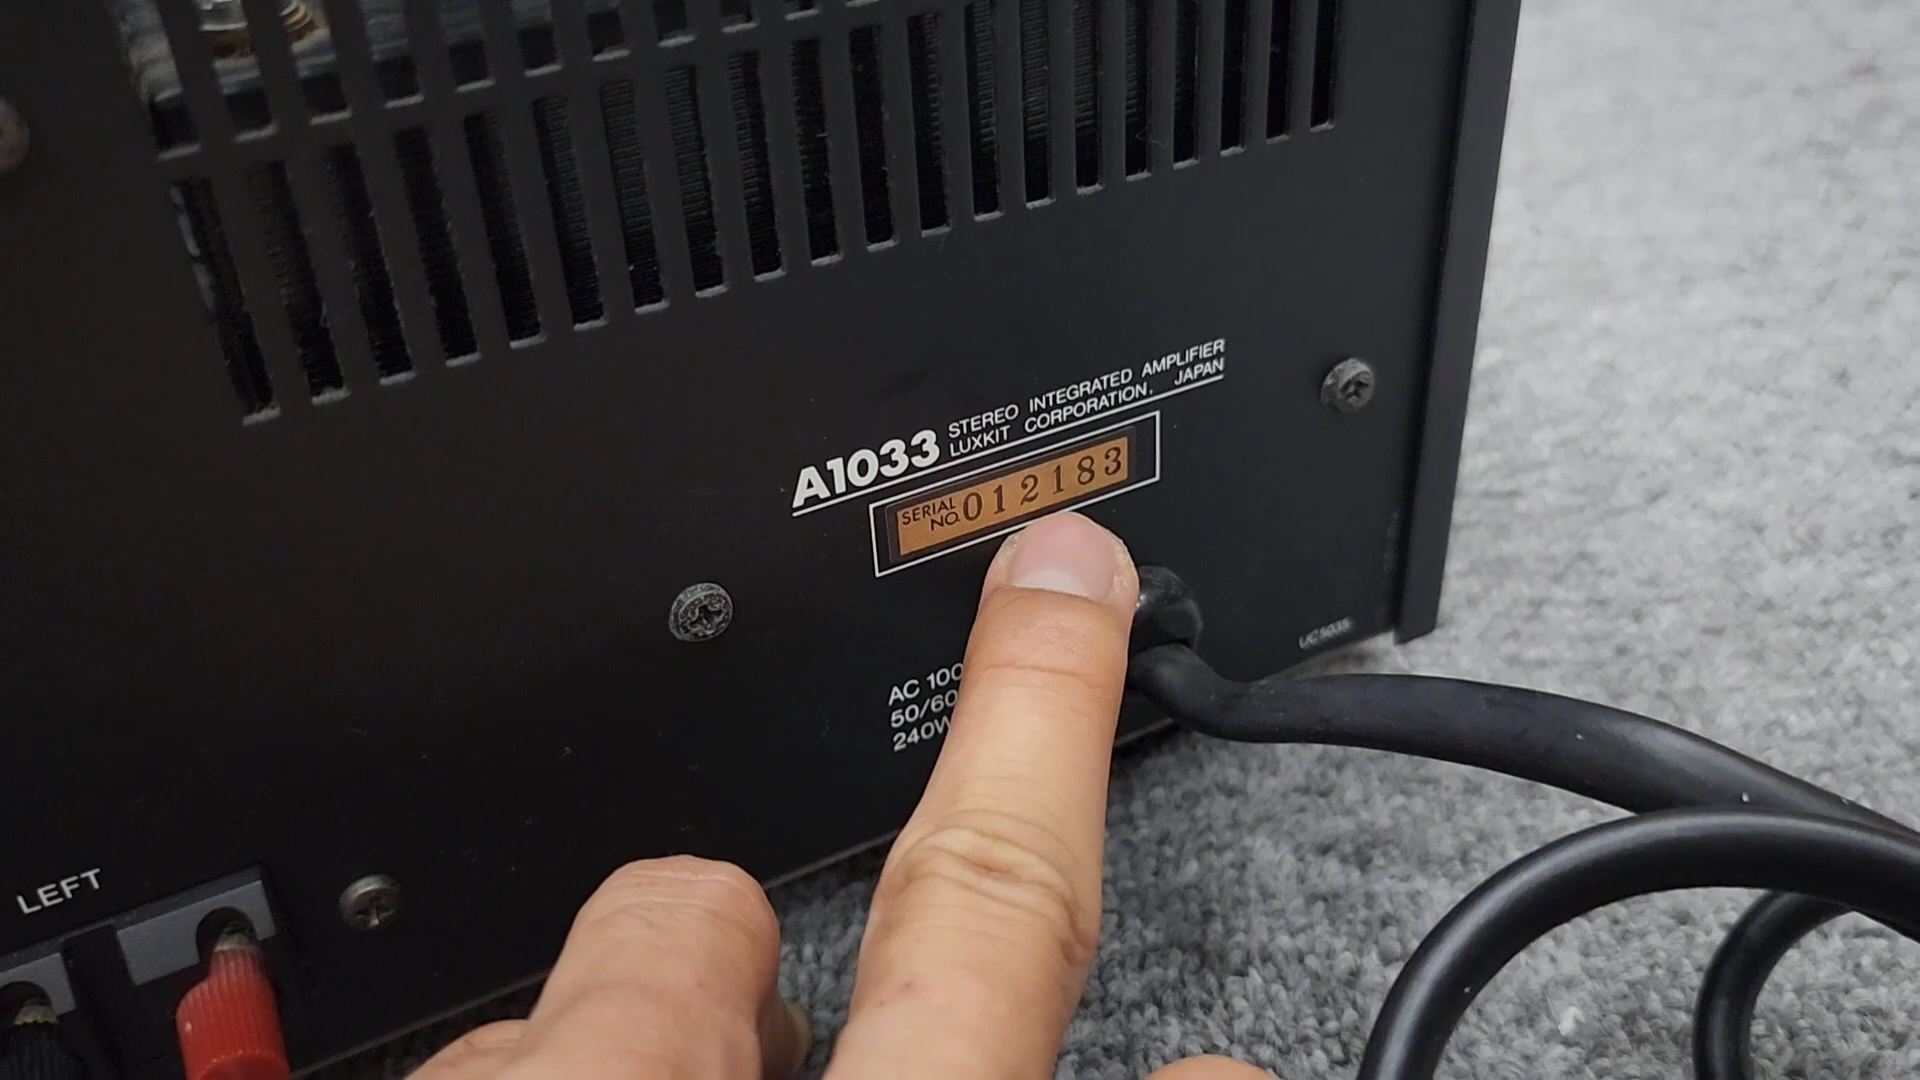 A1033 STEREO INTEGRATED AMPLIFIER
LUXKIT CORPORATION. JAPAN
SERIAL NO. 012183
AC 100
50/60
240W
LEFT